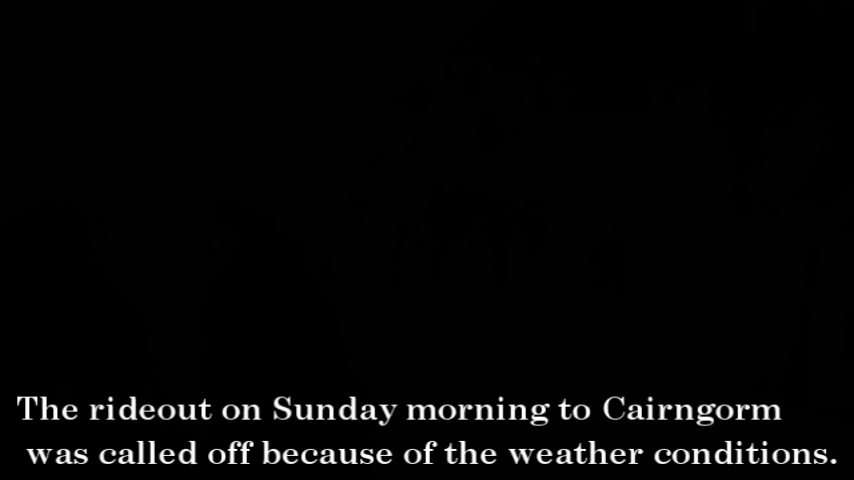 The rideout on Sunday morning to Cairngorm
was called off because of the weather conditions.